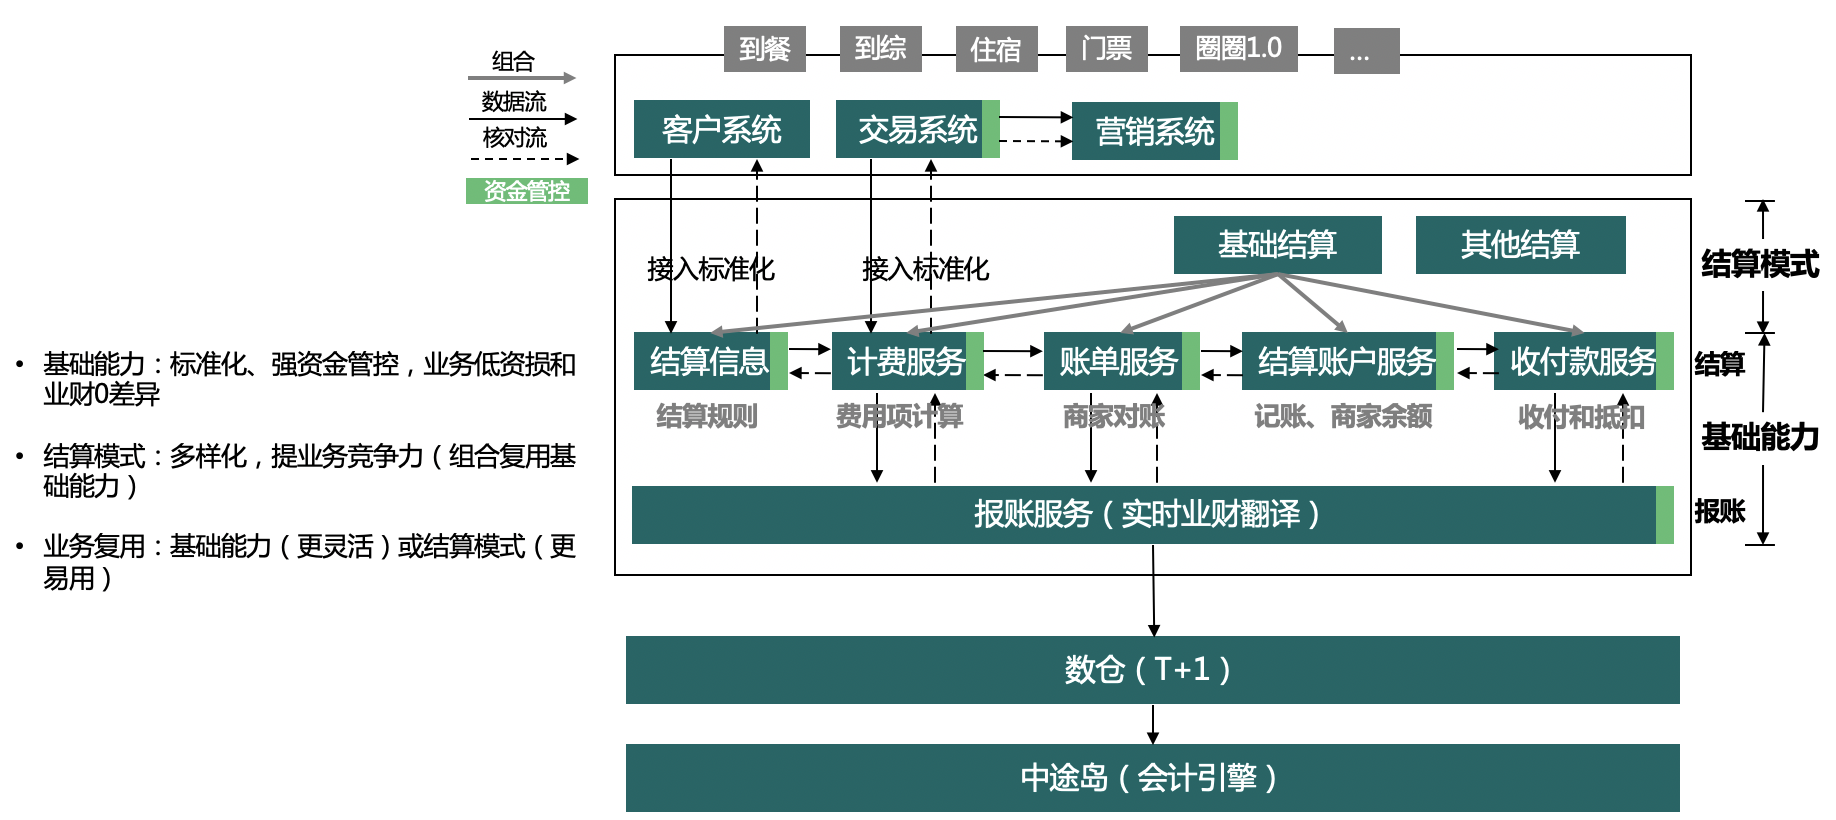 到餐
到综
住宿
门票
圈圈1.0
...
组合
数据流
核对流
资金管控
客户系统
交易系统
营销系统
基础结算
其他结算
接入标准化
接入标准化
结算模式
结算信息
计费服务
账单服务
结算账户服务
收付款服务
结算
结算规则
费用项计算
商家对账
记账、商家余额
收付和抵扣
基础能力
报账服务（实时业财翻译）
报账
• 基础能力：标准化、强资金管控，业务低资损和
业财0差异
• 结算模式：多样化，提业务竞争力（组合复用基
础能力）
• 业务复用：基础能力（更灵活）或结算模式（更
易用）
数仓（T+1）
中途岛（会计引擎）